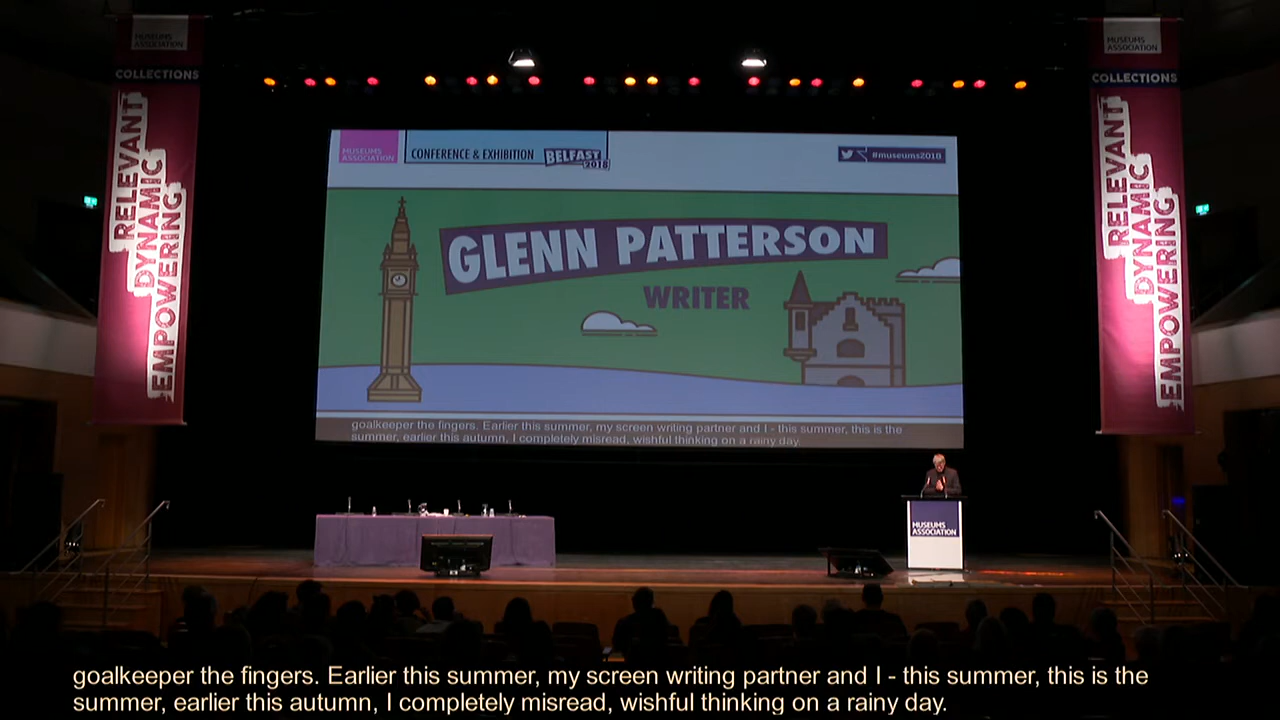 MUSEUMS
ASSOCIATION
COLLECTIONS
RELEVANT
DYNAMIC
EMPOWERING
MUSEUMS
ASSOCIATION
CONFERENCE & EXHIBITION BELFAST
2018
#museums2018
GLENN PATTERSON
WRITER
goalkeeper the fingers. Earlier this summer, my screen writing partner and I - this summer, this is the
summer, earlier this autumn, I completely misread, wishful thinking on a rainy day.
MUSEUMS
ASSOCIATION
COLLECTIONS
RELEVANT
DYNAMIC
EMPOWERING
MUSEUMS
ASSOCIATION
goalkeeper the fingers. Earlier this summer, my screen writing partner and I - this summer, this is the
summer, earlier this autumn, I completely misread, wishful thinking on a rainy day.